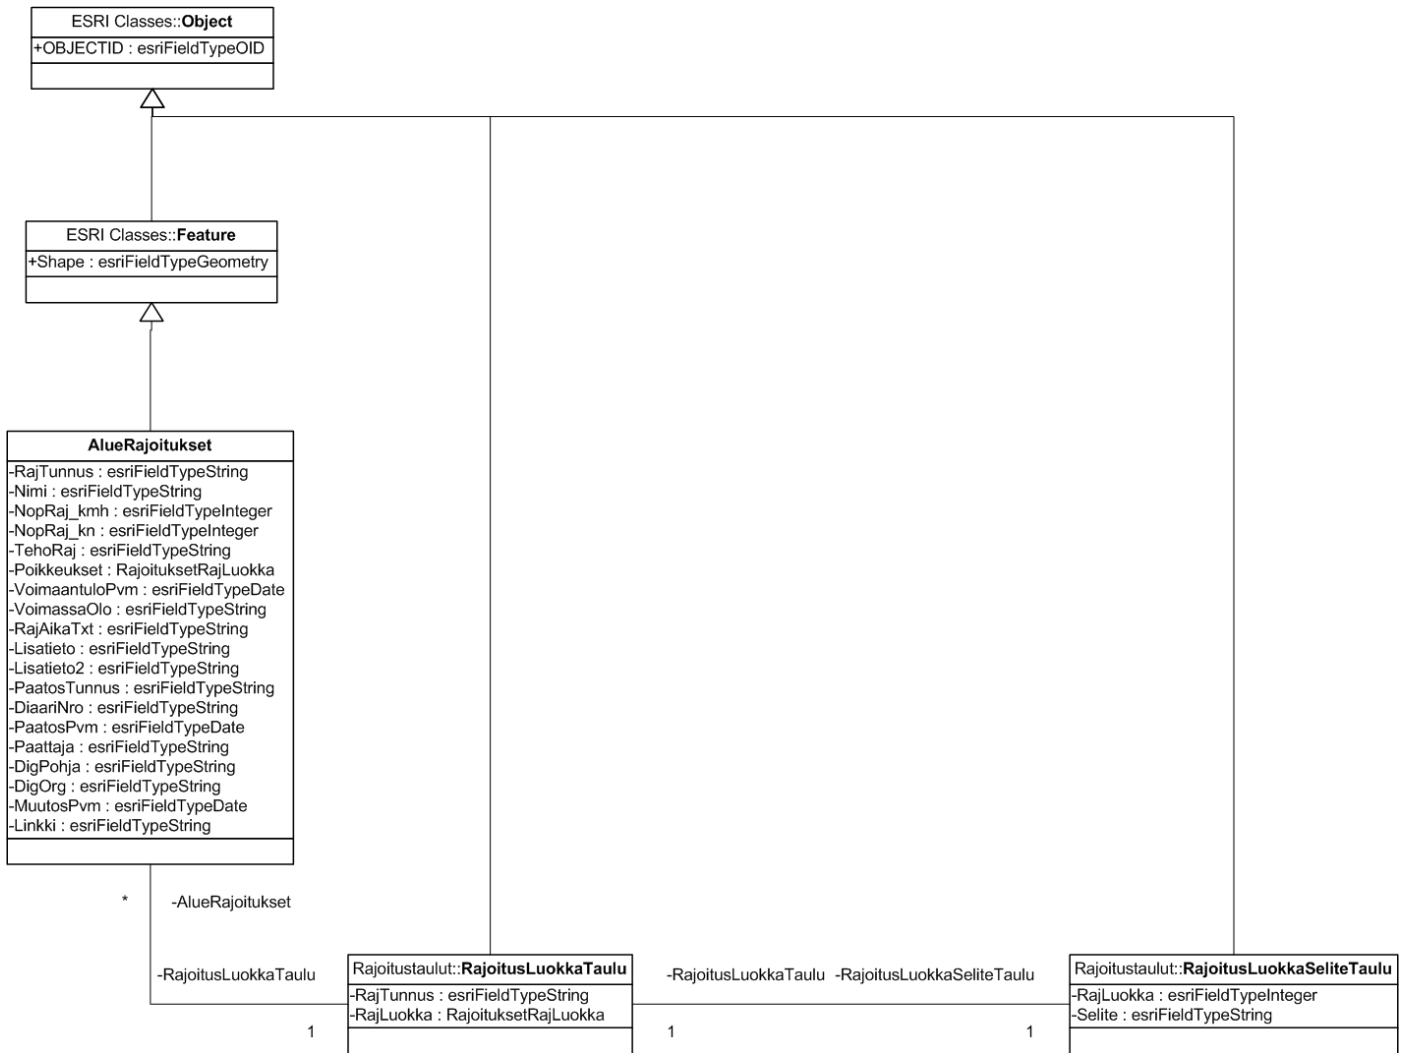 ESRI Classes::Object
+OBJECTID : esriFieldTypeOID
ESRI Classes::Feature
+Shape : esriFieldTypeGeometry
AlueRajoitukset
-RajTunnus : esriFieldTypeString
-Nimi : esriFieldTypeString
-NopRaj_kmh : esriFieldTypeInteger
-NopRaj_kn : esriFieldTypeInteger
-TehoRaj : esriFieldTypeString
-Poikkeukset : RajoituksetRajLuokka
-VoimaantuloPvm : esriFieldTypeDate
-VoimassaOlo : esriFieldTypeString
-RajAikaTxt : esriFieldTypeString
-Lisatieto : esriFieldTypeString
-Lisatieto2 : esriFieldTypeString
-PaatosTunnus : esriFieldTypeString
-DiaariNro : esriFieldTypeString
-PaatosPvm : esriFieldTypeDate
-Paattaja : esriFieldTypeString
-DigPohja : esriFieldTypeString
-DigOrg : esriFieldTypeString
-MuutosPvm : esriFieldTypeDate
-Linkki : esriFieldTypeString
* -AlueRajoitukset
-RajoitusLuokkaTaulu
1
Rajoitustaulut::RajoitusLuokkaTaulu
-RajTunnus : esriFieldTypeString
-RajLuokka : RajoituksetRajLuokka
-RajoitusLuokkaTaulu -RajoitusLuokkaSeliteTaulu
1 1
Rajoitustaulut::RajoitusLuokkaSeliteTaulu
-RajLuokka : esriFieldTypeInteger
-Selite : esriFieldTypeString